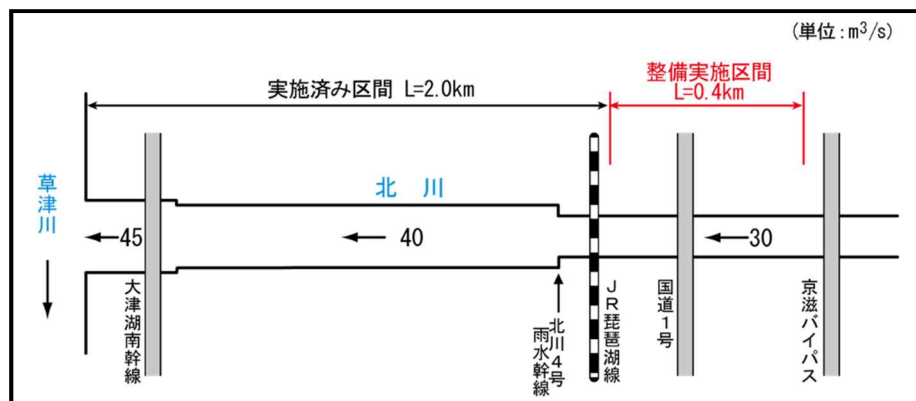 (単位:m³/s)
実施済み区間 L=2.0km
整備実施区間
L=0.4km
草津川
北 川
45
40
30
大津湖南幹線
北川4号
雨水幹線
JR琵琶湖線
国道1号
京滋バイパス